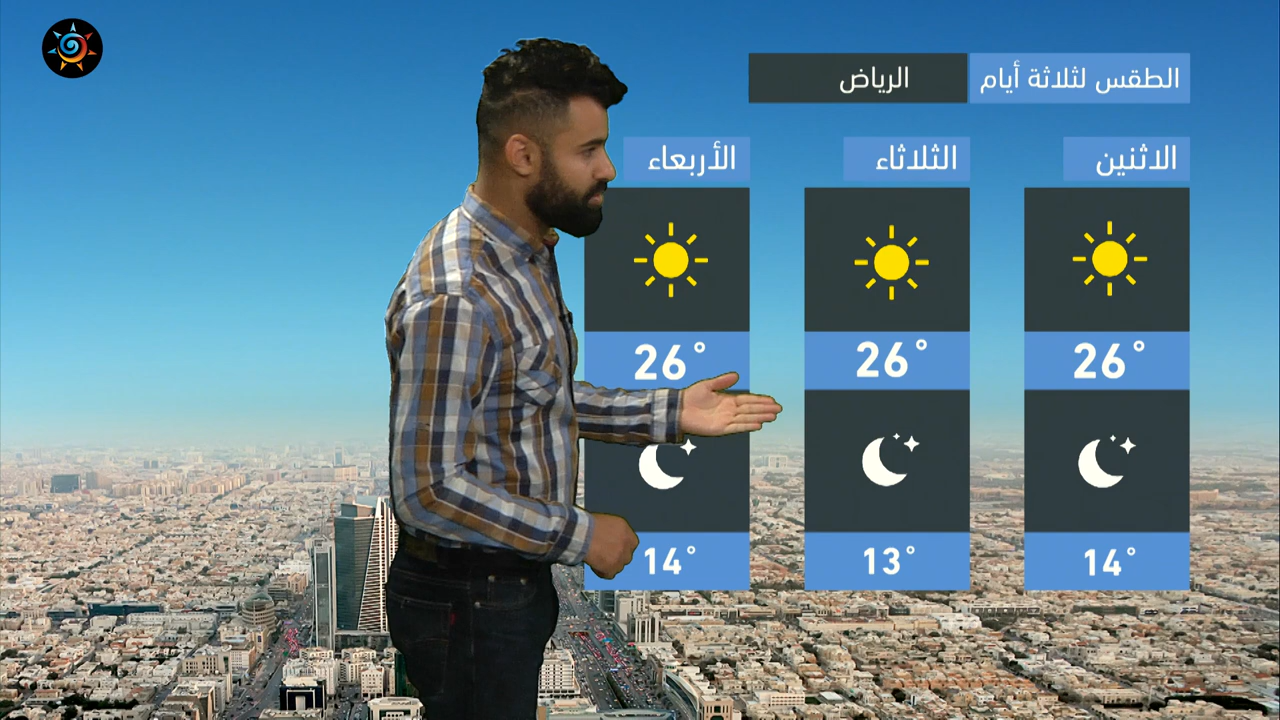 الطقس لثلاثة أيام
الرياض
الاثنين
الثلاثاء
الأربعاء
26°
26°
26°
14°
13°
14°